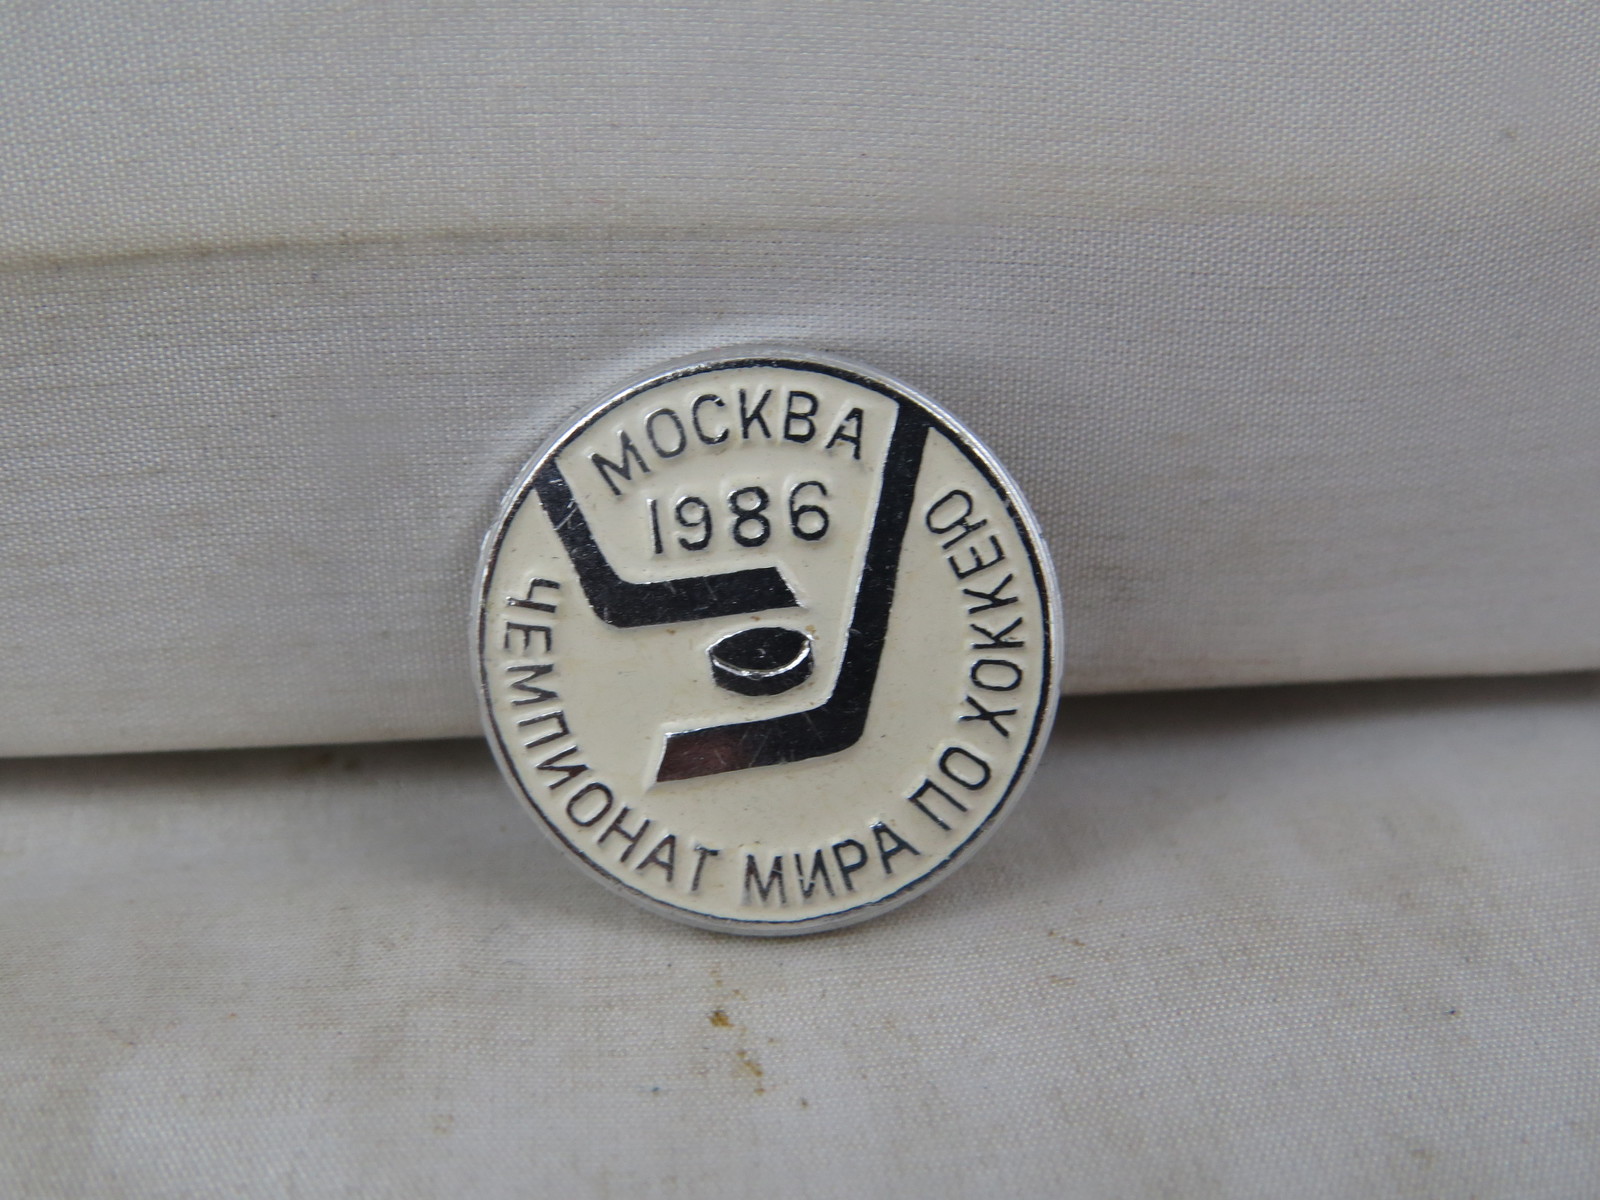 МОСКВА
1986
ЧЕМПИОНАТ МИРА ПО ХОККЕЮ